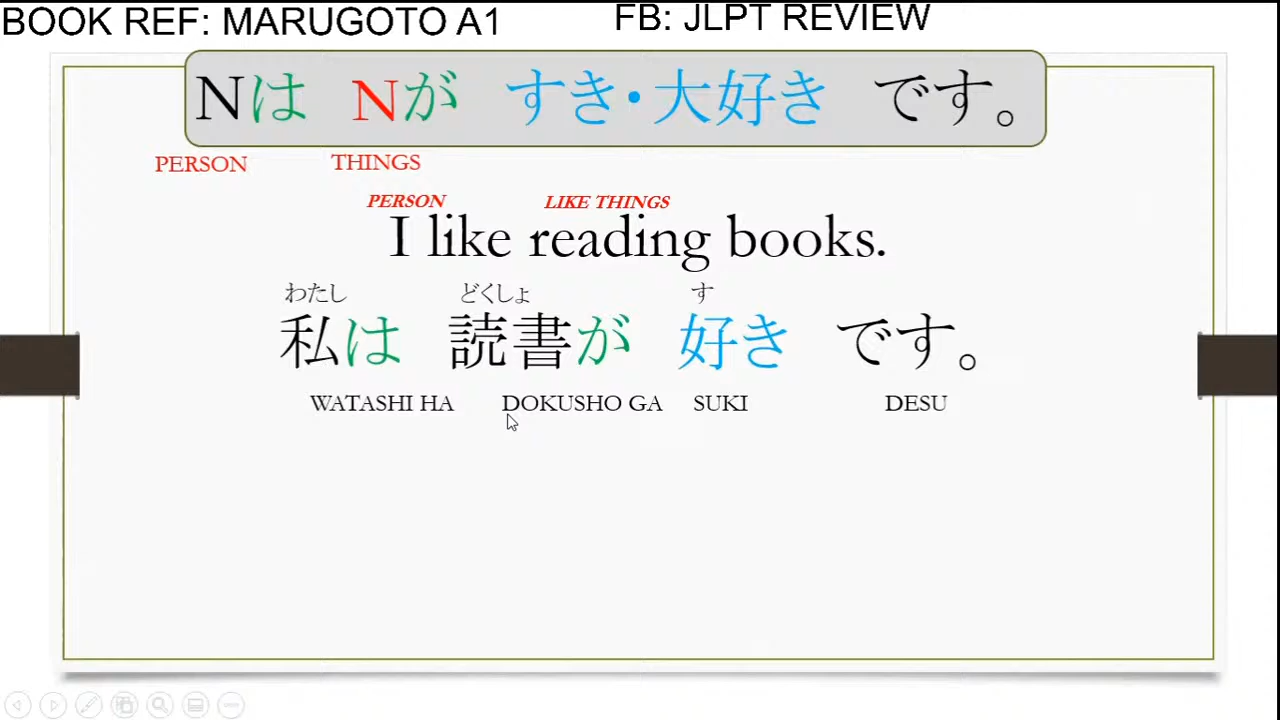 BOOK REF: MARUGOTO A1 FB: JLPT REVIEW
Nは Nが すき・大好き です。
PERSON THINGS
PERSON LIKE THINGS
I like reading books.
わたし どくしょ す
私は 読書が 好き です。
WATASHI HA DOKUSHO GA SUKI DESU